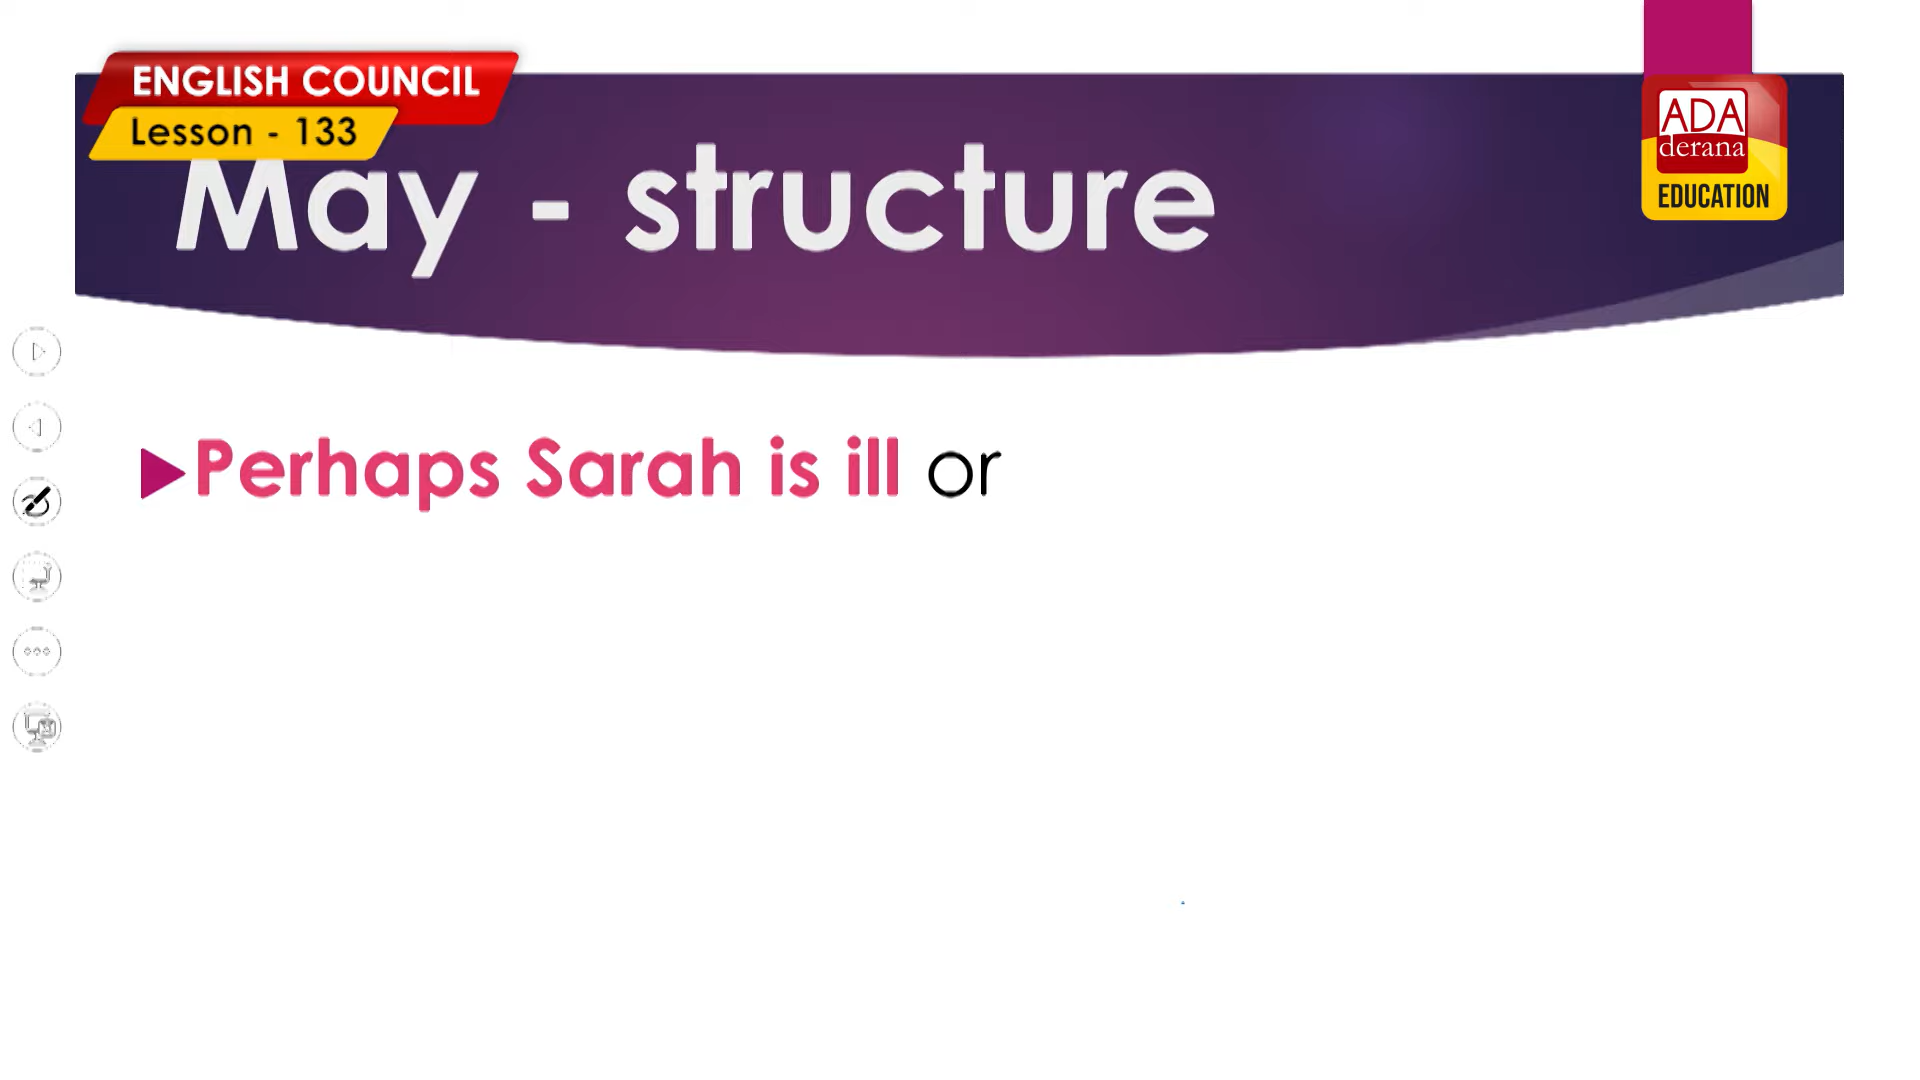 ENGLISH COUNCIL
Lesson - 133
May - structure
ADA
derana
EDUCATION
Perhaps Sarah is ill or